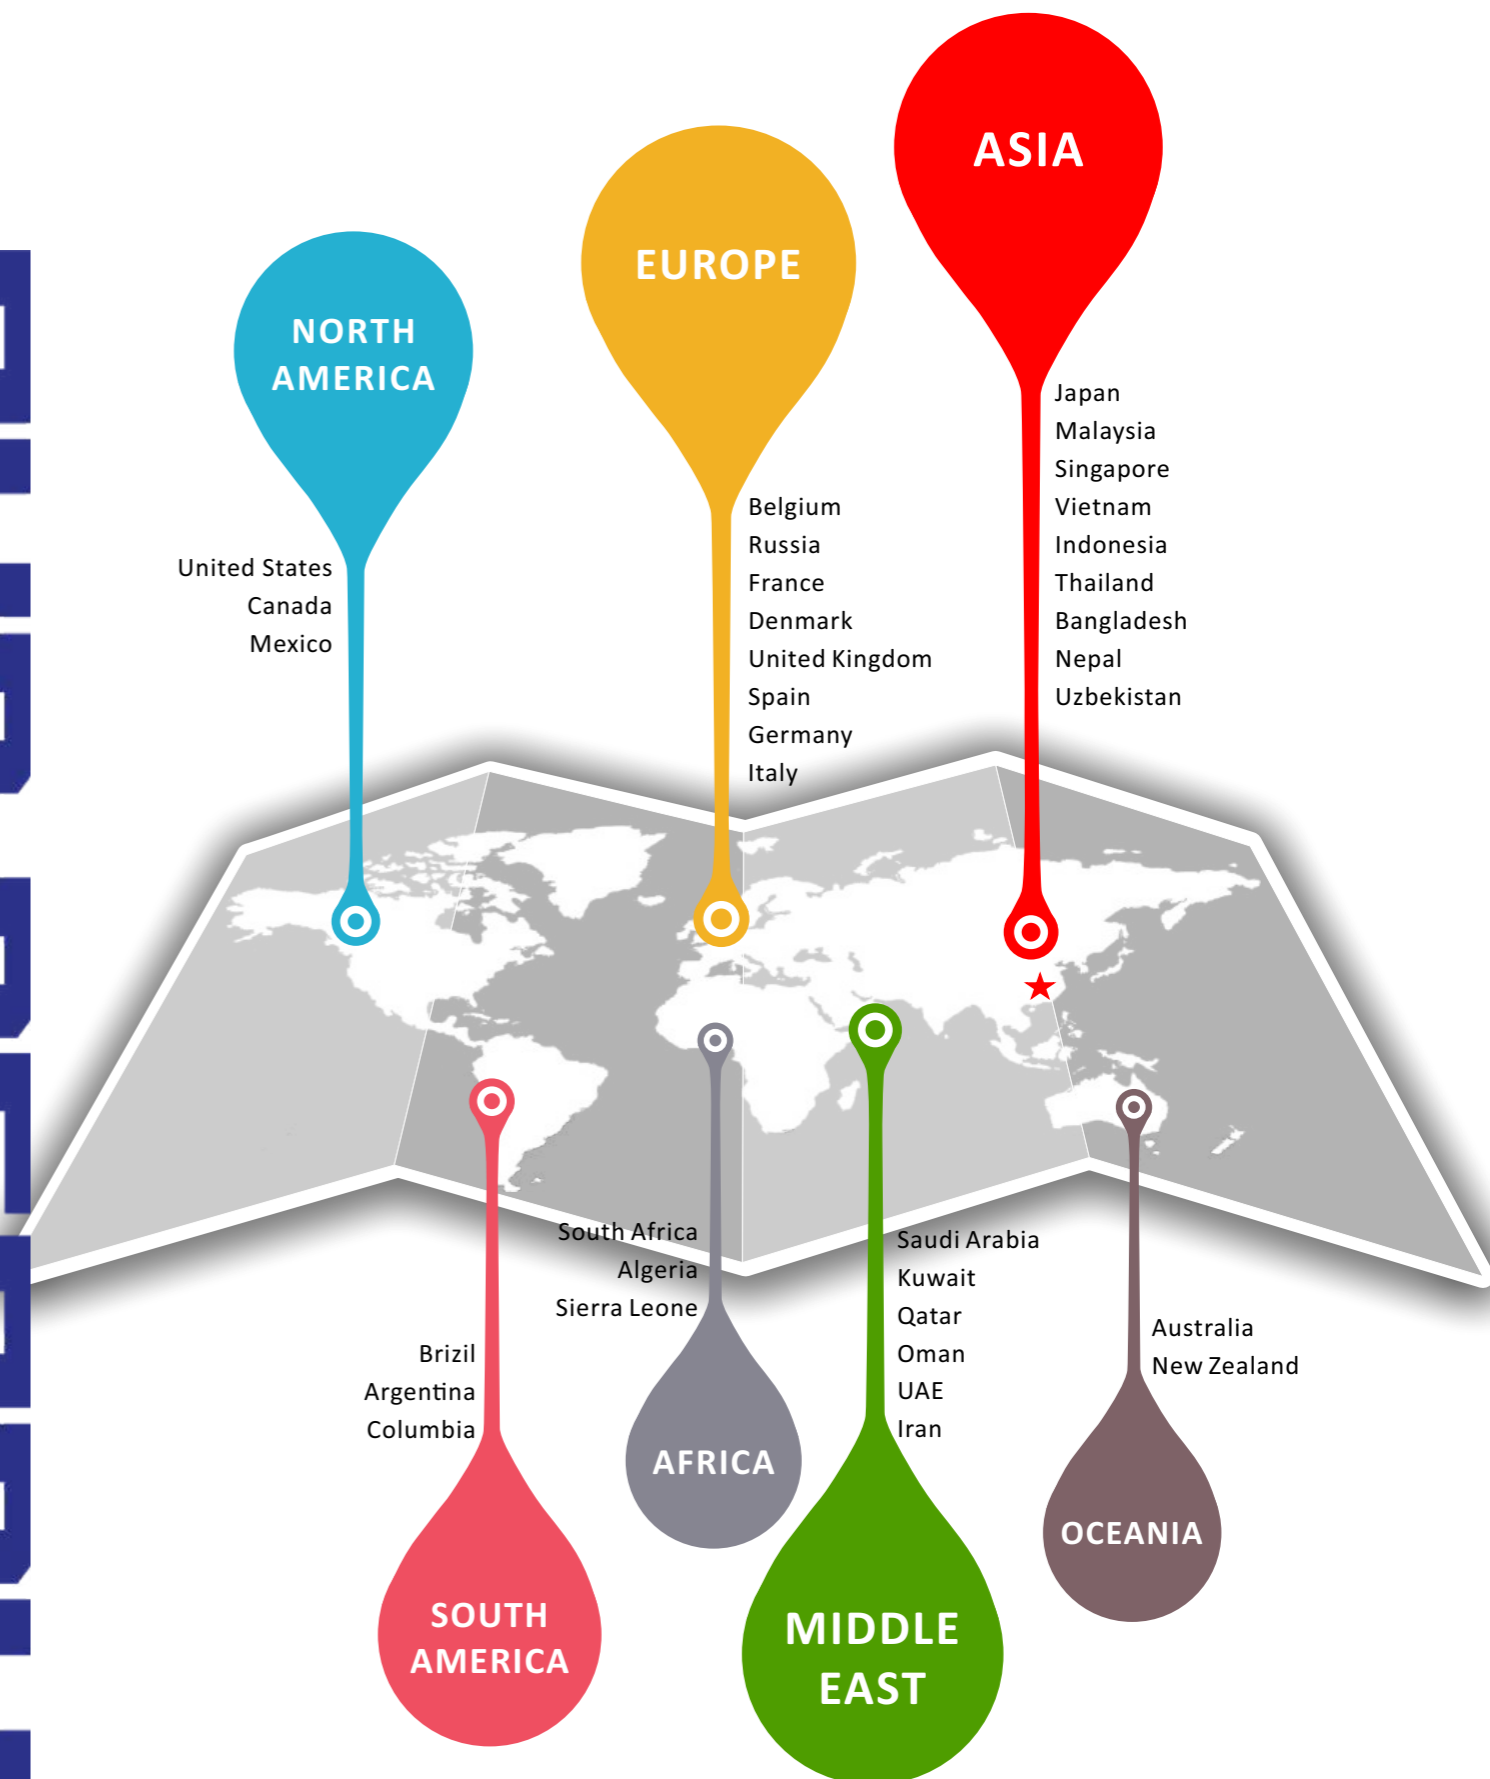 ASIA
EUROPE
NORTH
AMERICA
Japan
Malaysia
Singapore
Vietnam
Indonesia
Thailand
Bangladesh
Nepal
Uzbekistan
Belgium
Russia
France
Denmark
United Kingdom
Spain
Germany
Italy
United States
Canada
Mexico
South Africa
Algeria
Sierra Leone
Saudi Arabia
Kuwait
Qatar
Oman
UAE
Iran
Australia
New Zealand
Brizil
Argentina
Columbia
AFRICA
OCEANIA
SOUTH
AMERICA
MIDDLE
EAST